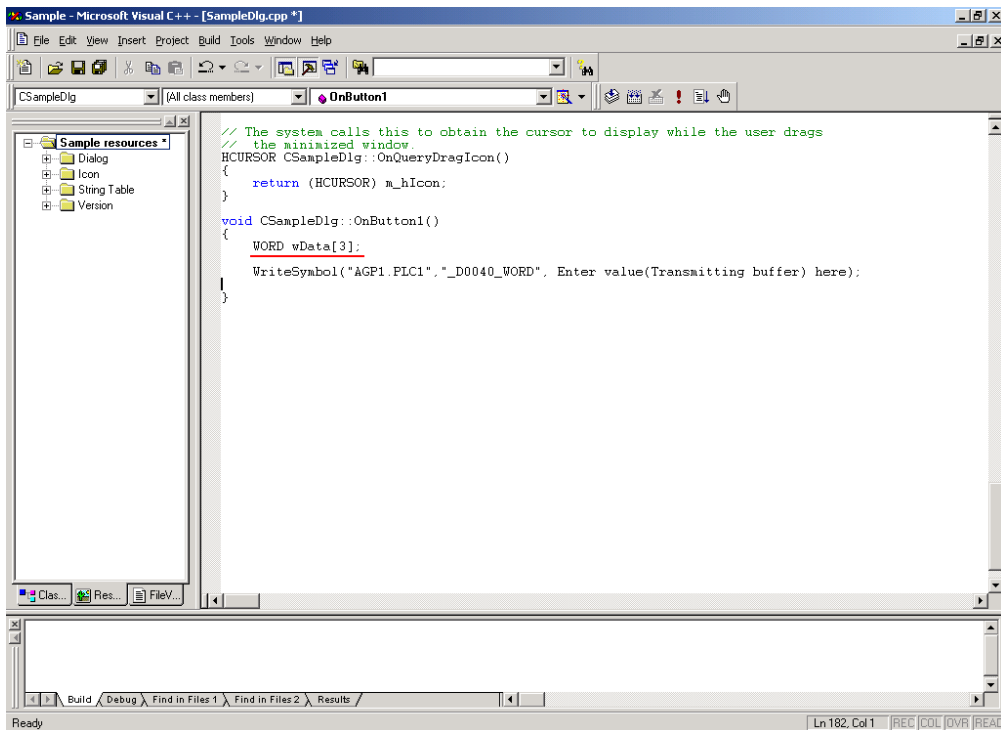 Sample - Microsoft Visual C++ - [SampleDlg.cpp *]
File Edit View Insert Project Build Tools Window Help
CSampleDlg (All class members) OnButton1
Sample resources *
Dialog
Icon
String Table
Version
// The system calls this to obtain the cursor to display while the user drags
// the minimized window.
HCURSOR CSampleDlg::OnQueryDragIcon()
{
return (HCURSOR) m_hIcon;
}
void CSampleDlg::OnButton1()
{
WORD wData[3];
WriteSymbol("AGP1.PLC1","_D0040_WORD", Enter value(Transmitting buffer) here);
}
Clas... Res... FileV...
Build Debug Find in Files 1 Find in Files 2 Results
Ready Ln 182, Col 1 REC COL OVR READ